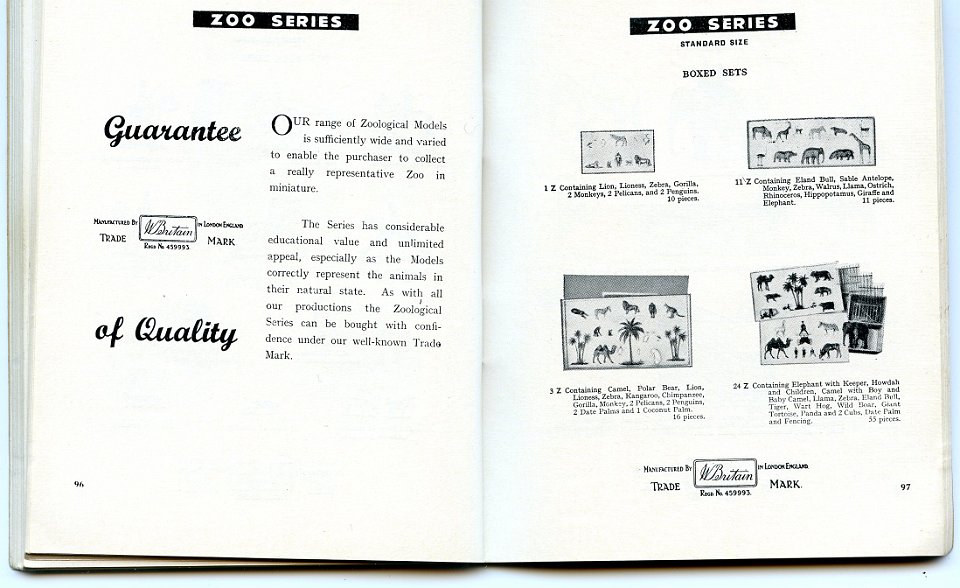 ZOO SERIES
Guarantee
MANUFACTURED BY W.Britain IN LONDON ENGLAND
TRADE MARK
REGD No. 459993.
of Quality
OUR range of Zoological Models
is sufficiently wide and varied
to enable the purchaser to collect
a really representative Zoo in
miniature.
The Series has considerable
educational value and unlimited
appeal, especially as the Models
correctly represent the animals in
their natural state. As with all
our productions the Zoological
Series can be bought with confi-
dence under our well-known Trade
Mark.
96
ZOO SERIES
STANDARD SIZE
BOXED SETS
1 Z Containing Lion, Lioness, Zebra, Gorilla,
2 Monkeys, 2 Pelicans, and 2 Penguins.
10 pieces.
11 Z Containing Eland Bull, Sable Antelope,
Monkey, Zebra, Walrus, Llama, Ostrich,
Rhinoceros, Hippopotamus, Giraffe and
Elephant. 11 pieces.
3 Z Containing Camel, Polar Bear, Lion,
Lioness, Zebra, Kangaroo, Chimpanzee,
Gorilla, Monkey, 2 Pelicans, 2 Penguins,
2 Date Palms and 1 Coconut Palm.
16 pieces.
24 Z Containing Elephant with Keeper, Howdah
and Children, Camel with Boy and
Baby Camel, Llama, Zebra, Eland Bull,
Tiger, Wart Hog, Wild Boar, Giant
Tortoise, Panda and 2 Cubs, Date Palm
and Fencing. 35 pieces.
MANUFACTURED BY W.Britain IN LONDON ENGLAND.
TRADE MARK.
REGD No. 459993.
97